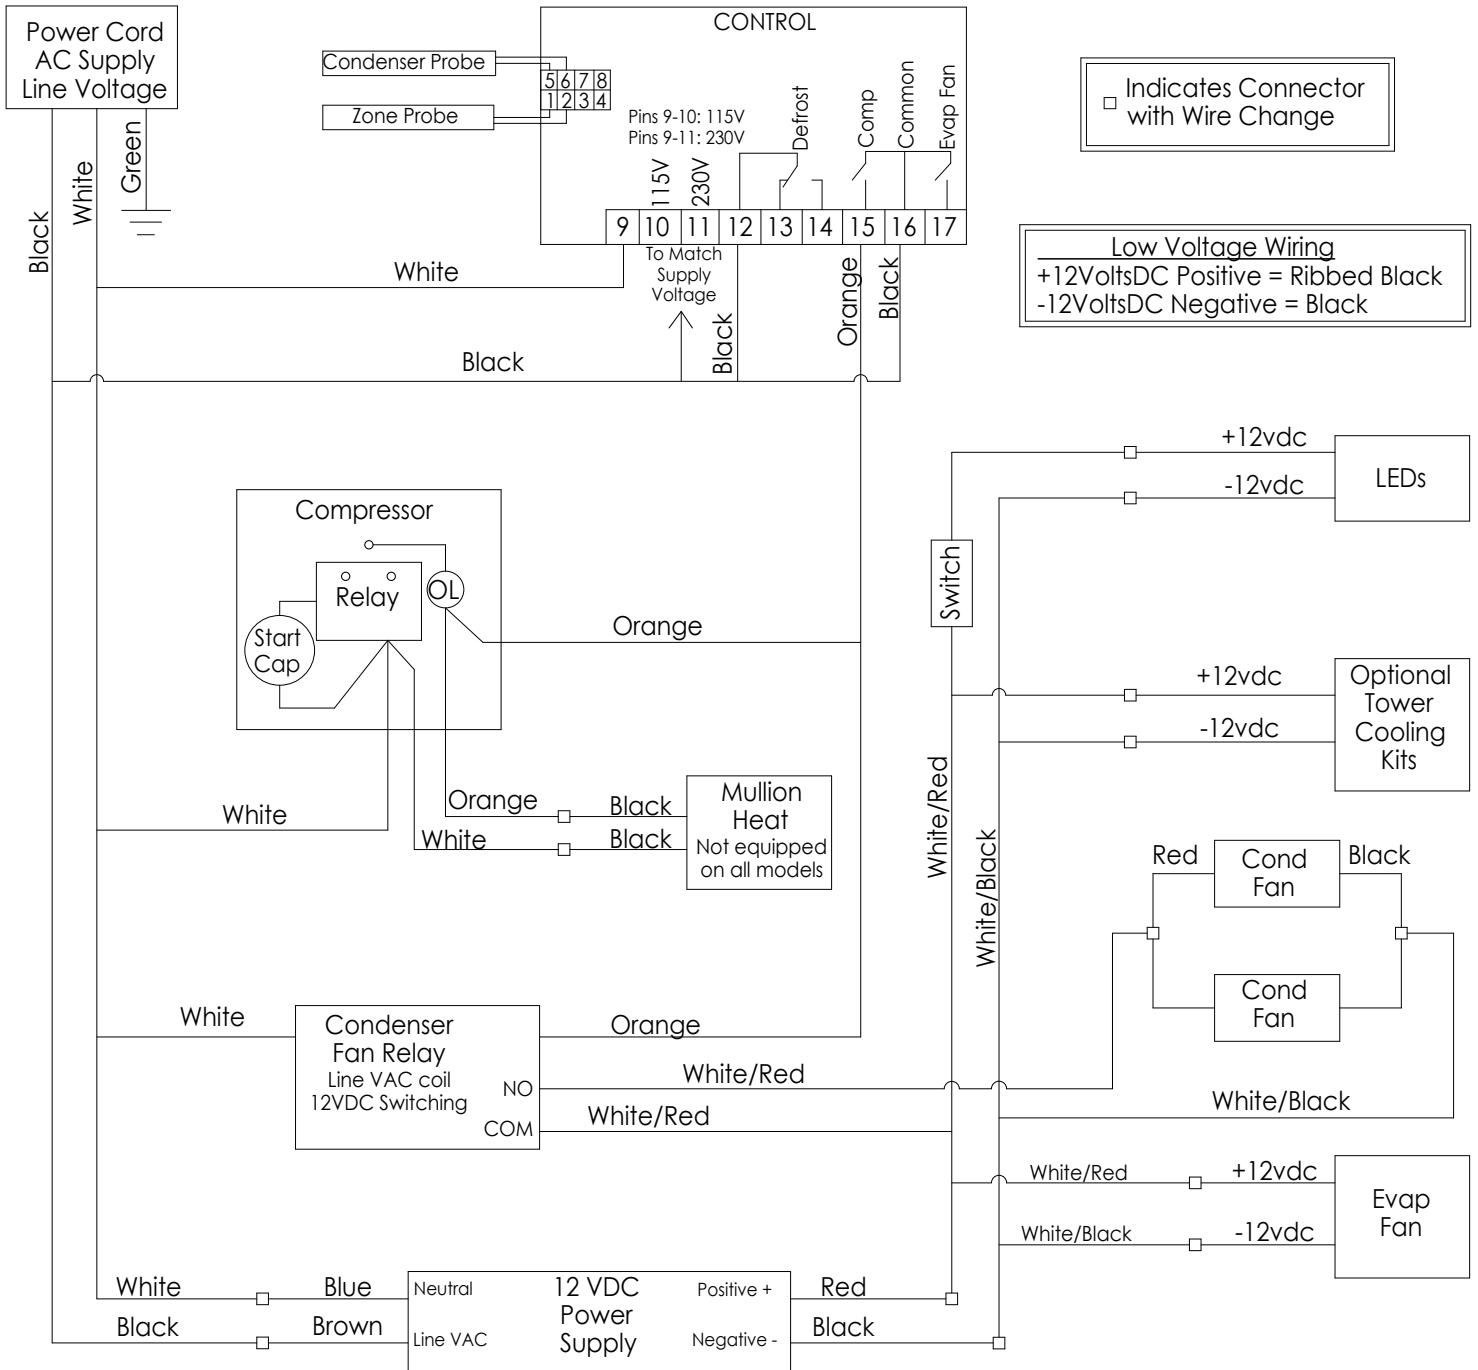 Power Cord
AC Supply
Line Voltage
Black
White
Green
CONTROL
Condenser Probe
Zone Probe
5 6 7 8
1 2 3 4
Pins 9-10: 115V
Pins 9-11: 230V
115V
230V
Defrost
Comp
Common
Evap Fan
9 10 11 12 13 14 15 16 17
To Match
Supply
Voltage
White
Black
Black
Orange
Black
Indicates Connector
with Wire Change
Low Voltage Wiring
+12VoltsDC Positive = Ribbed Black
-12VoltsDC Negative = Black
Compressor
Relay
OL
Start
Cap
Orange
White
Orange
Black
White
Black
Mullion
Heat
Not equipped
on all models
+12vdc
-12vdc
LEDs
Switch
+12vdc
-12vdc
Optional
Tower
Cooling
Kits
White/Red
White/Black
Red
Cond
Fan
Black
Cond
Fan
White
Condenser
Fan Relay
Line VAC coil
12VDC Switching
NO
COM
Orange
White/Red
White/Red
White/Black
White/Red
+12vdc
White/Black
-12vdc
Evap
Fan
White
Blue
Neutral
Black
Brown
Line VAC
12 VDC
Power
Supply
Positive +
Negative -
Red
Black